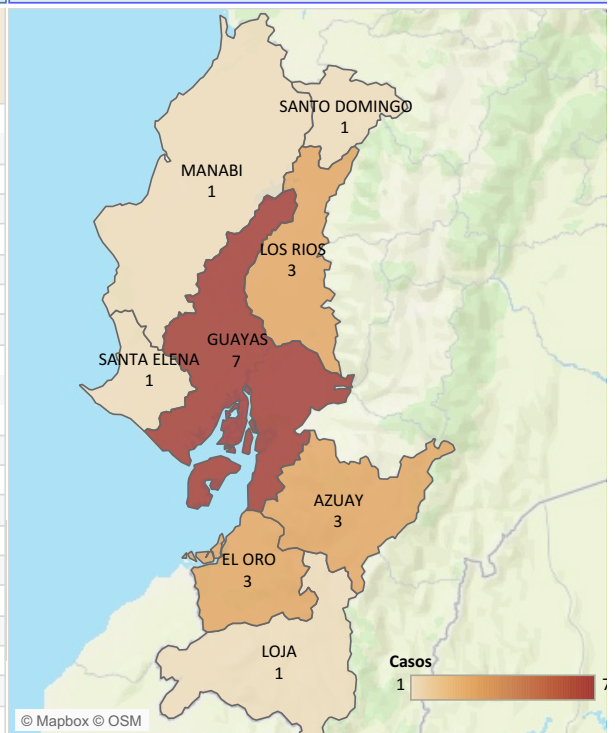 SANTO DOMINGO
1
MANABI
1
LOS RIOS
3
GUAYAS
7
SANTA ELENA
1
AZUAY
3
EL ORO
3
LOJA
1
Casos
1
7
© Mapbox © OSM